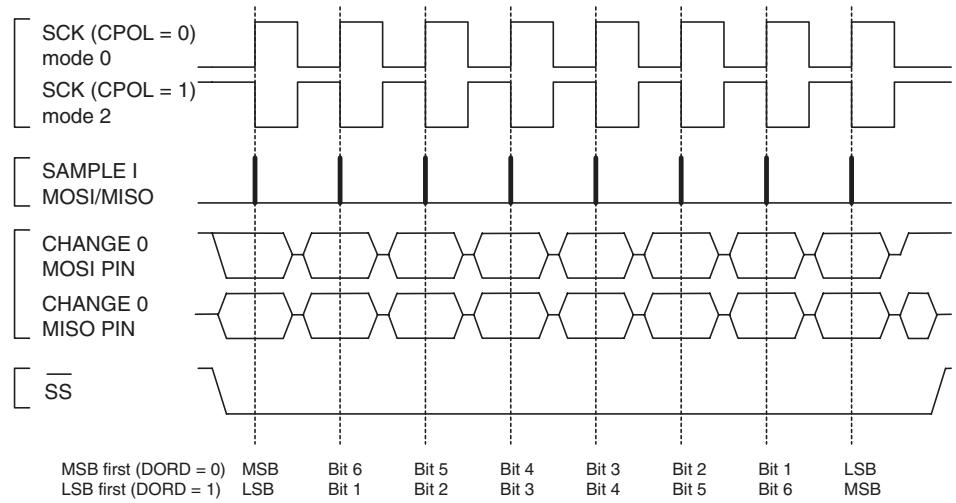 SCK (CPOL = 0)
mode 0
SCK (CPOL = 1)
mode 2
SAMPLE I
MOSI/MISO
CHANGE 0
MOSI PIN
CHANGE 0
MISO PIN
SS
MSB first (DORD = 0) MSB Bit 6 Bit 5 Bit 4 Bit 3 Bit 2 Bit 1 LSB
LSB first (DORD = 1) LSB Bit 1 Bit 2 Bit 3 Bit 4 Bit 5 Bit 6 MSB